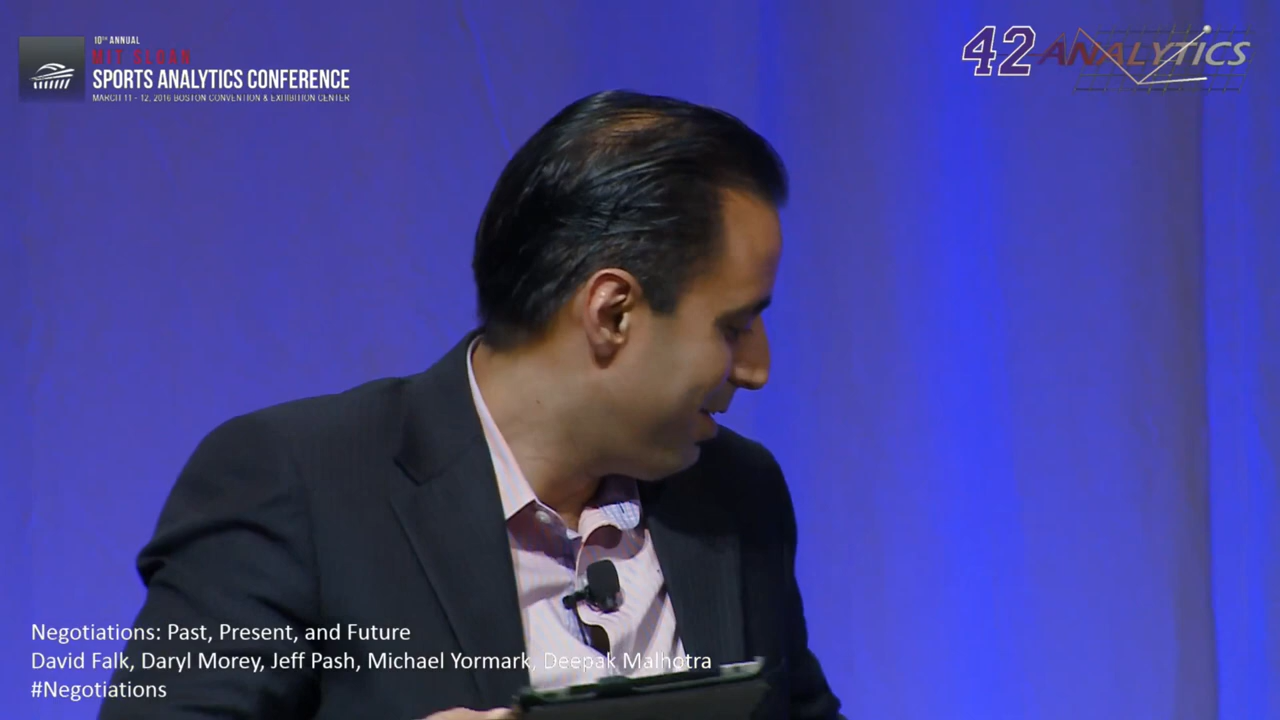 10TH ANNUAL
MIT SLOAN
SPORTS ANALYTICS CONFERENCE
MARCH 11 - 12, 2016 BOSTON CONVENTION & EXHIBITION CENTER
42 ANALYTICS
Negotiations: Past, Present, and Future
David Falk, Daryl Morey, Jeff Pash, Michael Yormark, Deepak Malhotra
#Negotiations